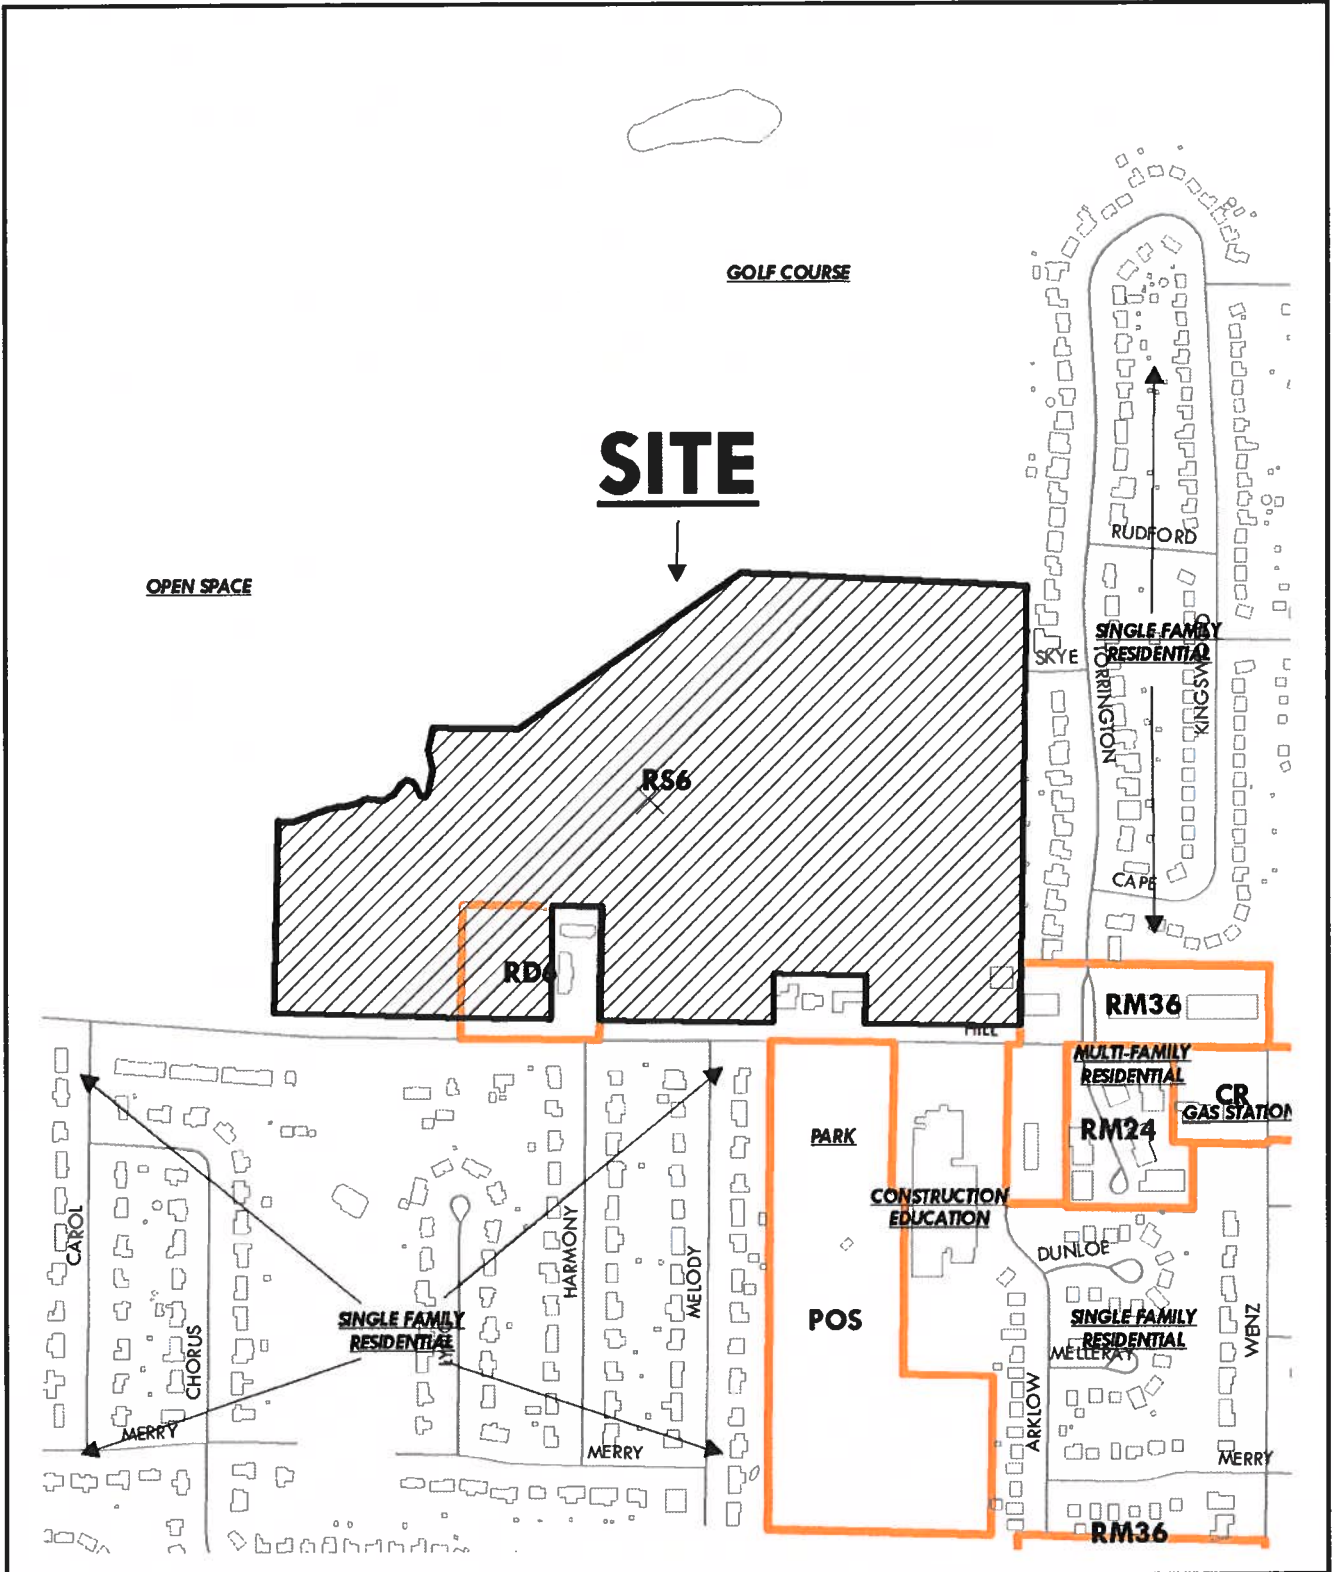 GOLF COURSE
SITE
OPEN SPACE
RUDFORD
SINGLE FAMILY
RESIDENTIAL
SKYE
TORRINGTON
KINGSWOOD
RS6
CAPE
RD6
RM36
HILL
MULTI-FAMILY
RESIDENTIAL
CR
GAS STATION
RM24
PARK
CONSTRUCTION
EDUCATION
CAROL
HARMONY
MELODY
DUNLOE
SINGLE FAMILY
RESIDENTIAL
CHORUS
POS
SINGLE FAMILY
RESIDENTIAL
WENZ
MELLERAY
ARKLOW
MERRY
MERRY
MERRY
RM36